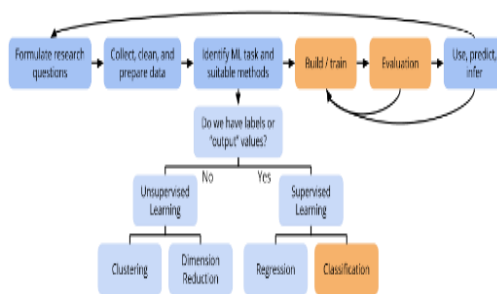 Formulate research
questions
Collect, clean, and
prepare data
Identify ML task and
suitable methods
Build / train
Evaluation
Use, predict,
infer
Do we have labels or
"output" values?
No
Yes
Unsupervised
Learning
Supervised
Learning
Clustering
Dimension
Reduction
Regression
Classification